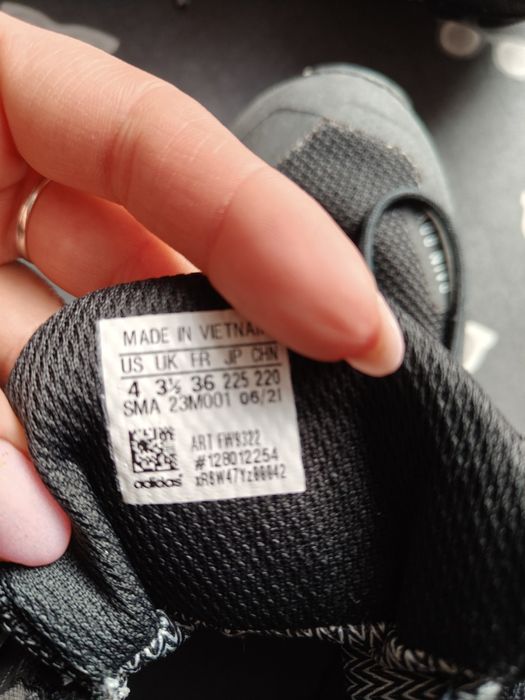 MADE IN VIETNAM
US UK FR JP CHN
4 3½ 36 225 220
SMA 23M001 06/21
ART FW9322
#128012254
adidas